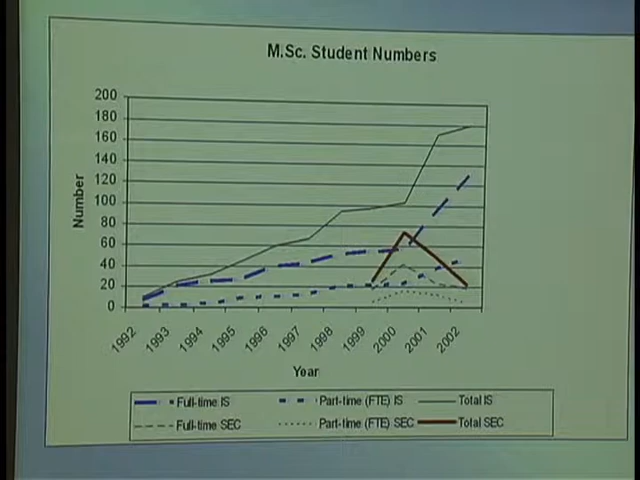 M.Sc. Student Numbers
200
180
160
140
120
100
80
60
40
20
0
Number
1992 1993 1994 1995 1996 1997 1998 1999 2000 2001 2002
Year
Full-time IS Part-time (FTE) IS Total IS
Full-time SEC Part-time (FTE) SEC Total SEC